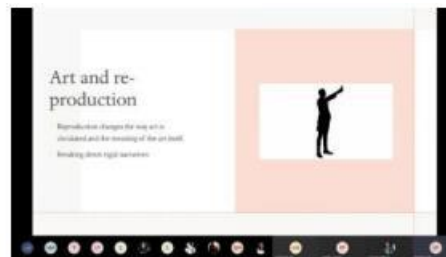 Art and re-
production
Reproduction changes the way art is
circulated and the meaning of the art itself.
Breaking down rigid narratives